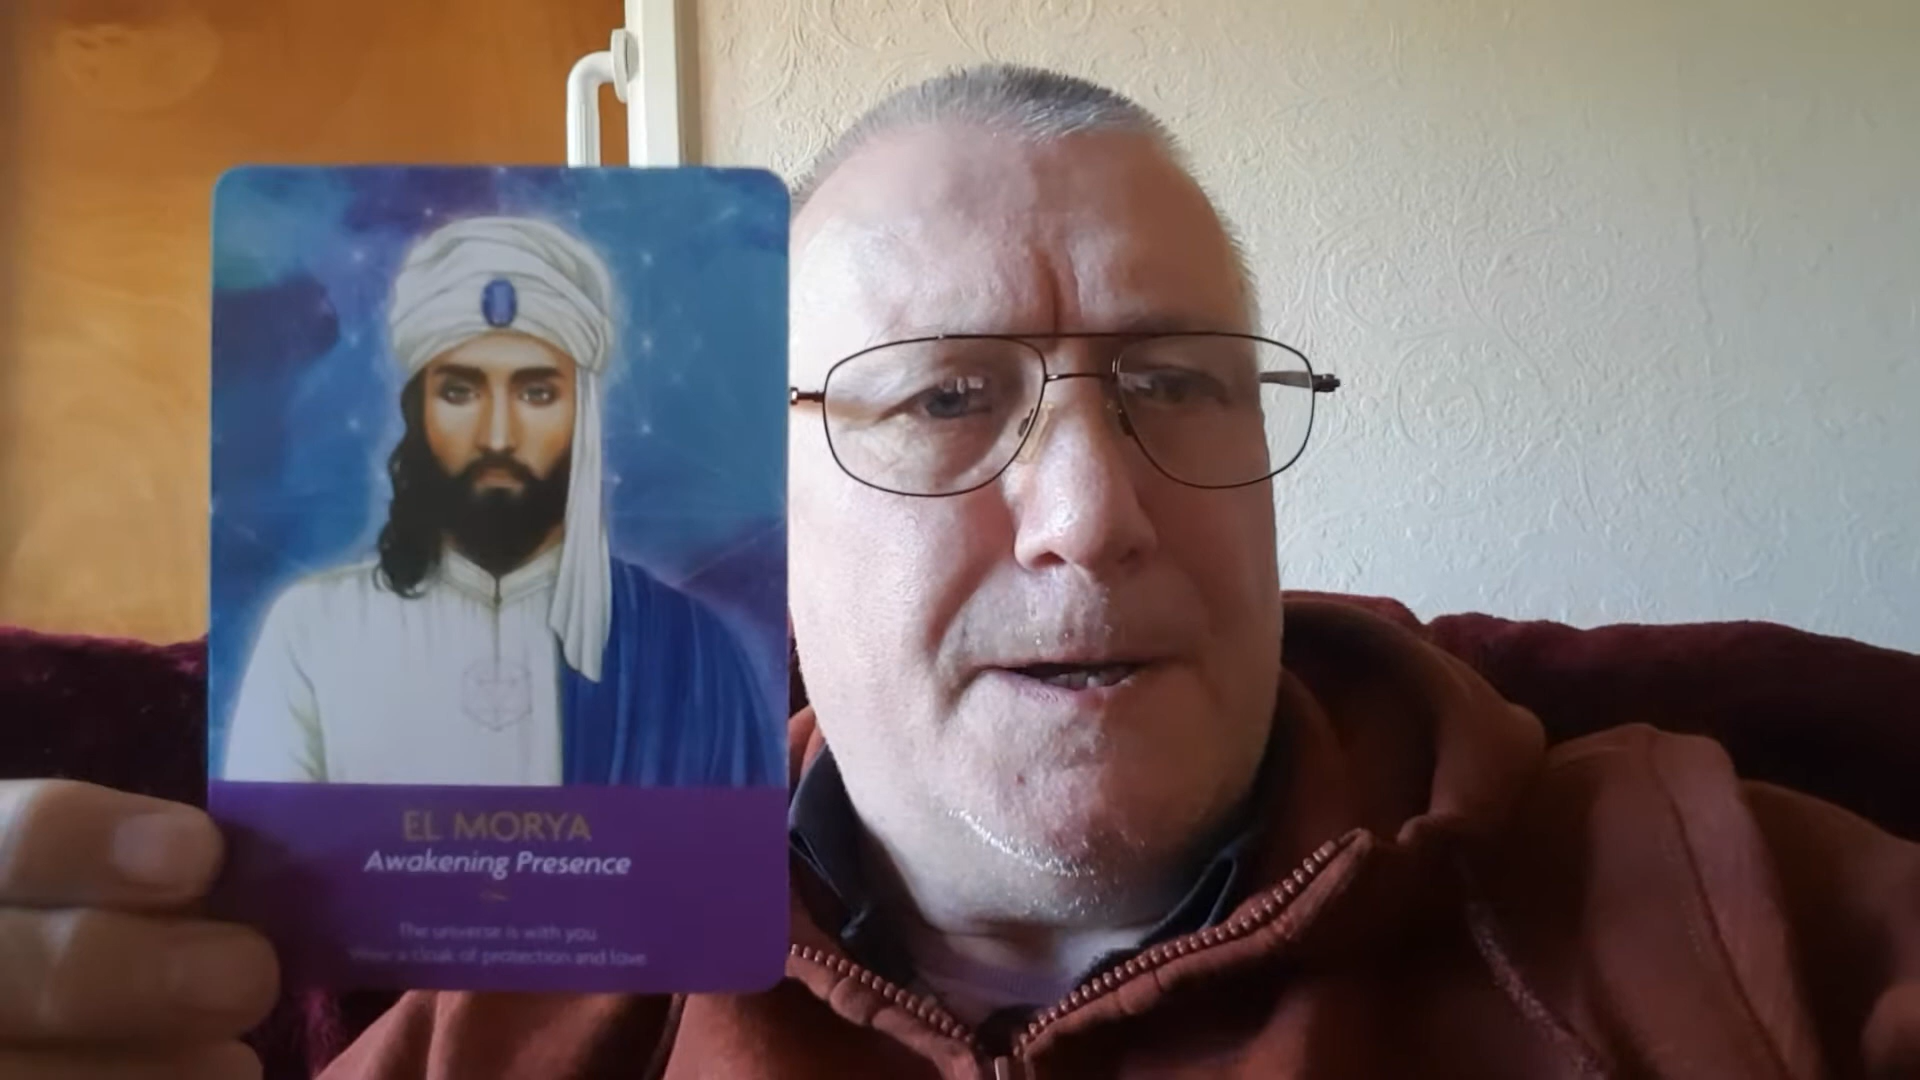 EL MORYA
Awakening Presence
The universe is with you
Wear a cloak of protection and love